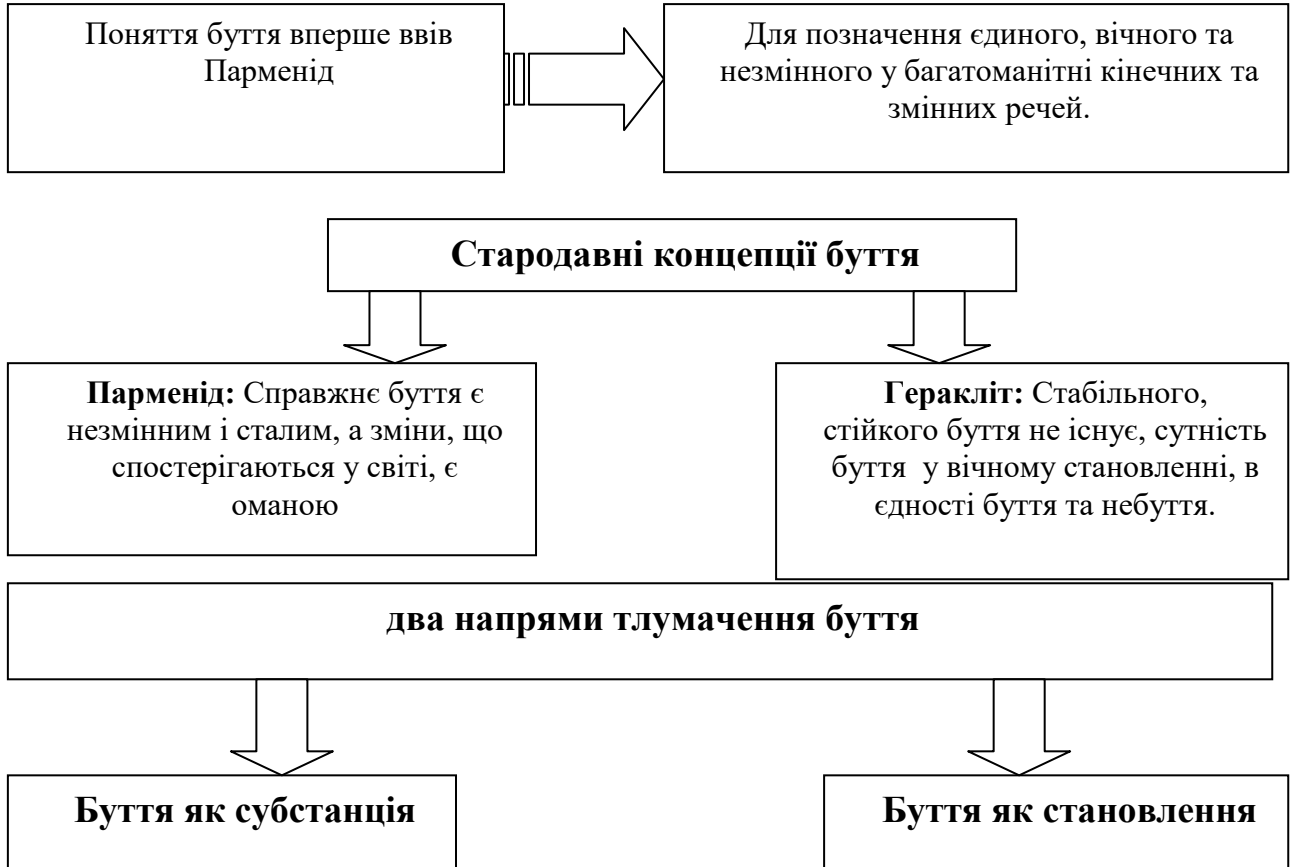 Поняття буття вперше ввів
Парменід
Для позначення єдиного, вічного та
незмінного у багатоманітні кінечних та
змінних речей.
Стародавні концепції буття
Парменід: Справжнє буття є
незмінним і сталим, а зміни, що
спостерігаються у світі, є
оманою
Геракліт: Стабільного,
стійкого буття не існує, сутність
буття у вічному становленні, в
єдності буття та небуття.
два напрями тлумачення буття
Буття як субстанція
Буття як становлення